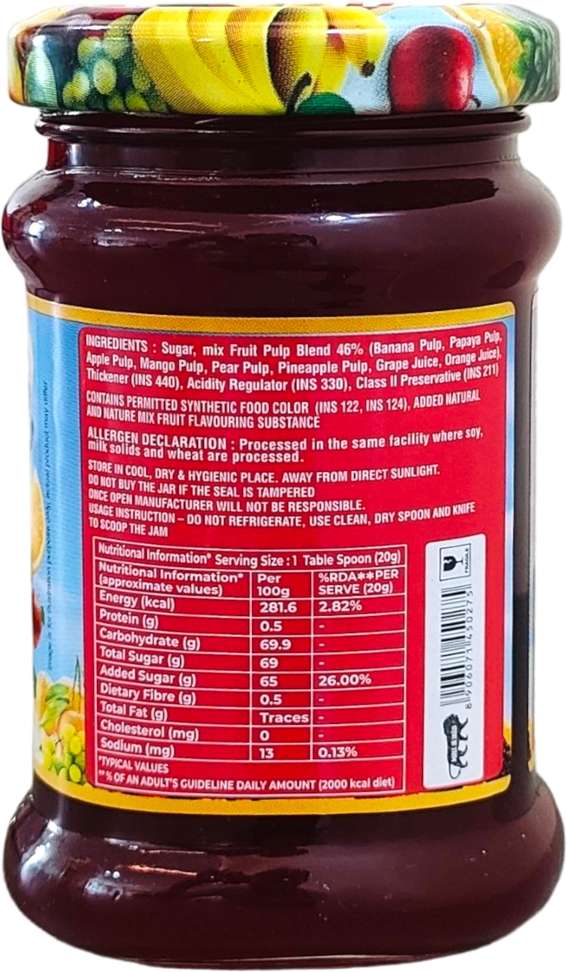 INGREDIENTS : Sugar, mix Fruit Pulp Blend 46% (Banana Pulp, Papaya Pulp,
Apple Pulp, Mango Pulp, Pear Pulp, Pineapple Pulp, Grape Juice, Orange Juice),
Thickener (INS 440), Acidity Regulator (INS 330), Class II Preservative (INS 211)
CONTAINS PERMITTED SYNTHETIC FOOD COLOR (INS 122, INS 124), ADDED NATURAL
AND NATURE MIX FRUIT FLAVOURING SUBSTANCE
ALLERGEN DECLARATION : Processed in the same facility where soy,
milk solids and wheat are processed.
STORE IN COOL, DRY & HYGIENIC PLACE. AWAY FROM DIRECT SUNLIGHT.
DO NOT BUY THE JAR IF THE SEAL IS TAMPERED
ONCE OPEN MANUFACTURER WILL NOT BE RESPONSIBLE.
USAGE INSTRUCTION – DO NOT REFRIGERATE, USE CLEAN, DRY SPOON AND KNIFE
TO SCOOP THE JAM
Nutritional Information* Serving Size : 1 Table Spoon (20g)
Nutritional Information* (approximate values) Per 100g %RDA**PER SERVE (20g)
Energy (kcal) 281.6 2.82%
Protein (g) 0.5 -
Carbohydrate (g) 69.9 -
Total Sugar (g) 69 -
Added Sugar (g) 65 26.00%
Dietary Fibre (g) 0.5 -
Total Fat (g) Traces -
Cholesterol (mg) 0 -
Sodium (mg) 13 0.13%
*TYPICAL VALUES
** % OF AN ADULT'S GUIDELINE DAILY AMOUNT (2000 kcal diet)
FRAGILE
8 906071 450275